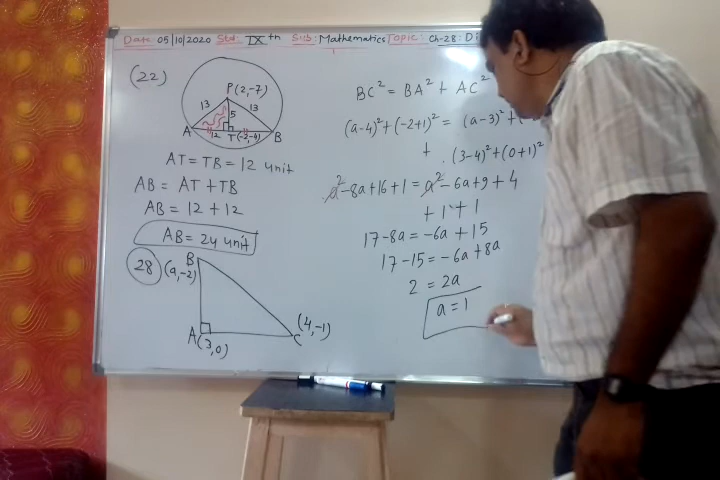 Date: 05/10/2020 Std: IXth Sub: Mathematics Topic: Ch-28:
(22)
P(2,-7)
13 13
5
A 12 T(-2,-4) B
AT = TB = 12 unit
AB = AT + TB
AB = 12 + 12
AB = 24 unit
28
B
(a,-2)
A(3,0)
C
(4,-1)
BC² = BA² + AC²
(a-4)² + (-2+1)² = (a-3)² +
+ (3-4)² + (0+1)²
a² - 8a + 16 + 1 = a² - 6a + 9 + 4
+ 1 + 1
17 - 8a = -6a + 15
17 - 15 = -6a + 8a
2 = 2a
a = 1